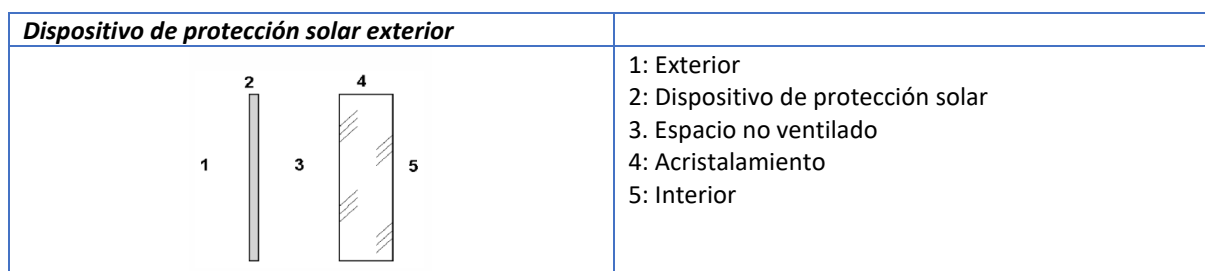 Dispositivo de protección solar exterior
2 4
1 3 5
1: Exterior
2: Dispositivo de protección solar
3. Espacio no ventilado
4: Acristalamiento
5: Interior